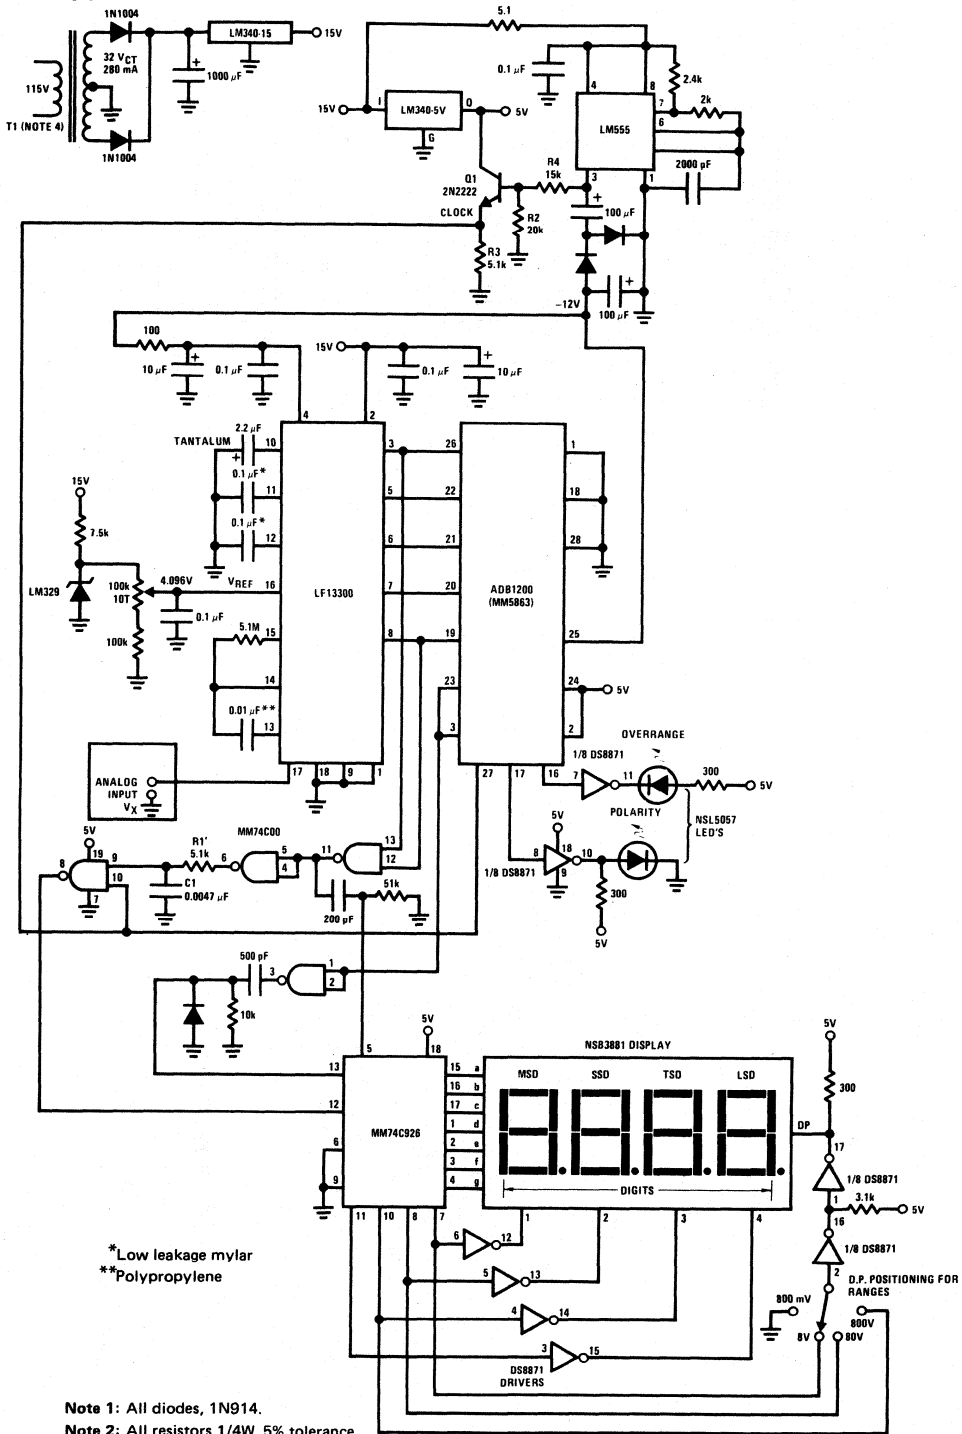 1N1004
32 VCT
280 mA
115V
T1 (NOTE 4)
1N1004
LM340-15
15V
+
1000 µF
5.1
15V
I
LM340-5V
O
5V
G
0.1 µF
4
8
2.4k
7
2k
6
LM555
2000 pF
3
1
R4
15k
Q1
2N2222
CLOCK
R2
20k
R3
5.1k
+
100 µF
-12V
+
100 µF
100
+
10 µF
0.1 µF
15V
0.1 µF
+
10 µF
4
2
TANTALUM
2.2 µF
+
10
0.1 µF*
11
0.1 µF*
12
15V
7.5k
LM329
100k
10T
4.096V
VREF
16
0.1 µF
100k
5.1M
15
14
0.01 µF**
13
LF13300
3
5
6
7
8
17
18
9
1
26
22
21
20
19
23
3
ADB1200
(MM5863)
1
18
28
25
24
5V
2
27
17
16
ANALOG
INPUT
VX
1/8 DS8871
7
11
OVERRANGE
300
5V
NSL5057
LED'S
POLARITY
5V
18
8
10
9
1/8 DS8871
300
5V
MM74C00
5V
8
19
9
10
7
R1'
5.1k
6
5
4
11
13
12
C1
0.0047 µF
200 pF
51k
500 pF
3
1
2
10k
5V
5
18
13
12
6
9
MM74C926
15
16
17
1
2
3
4
a
b
c
d
e
f
g
11
10
8
7
NSB3881 DISPLAY
MSD
SSD
TSD
LSD
DIGITS
DP
1
2
3
4
5V
300
17
1/8 DS8871
1
3.1k
5V
16
1/8 DS8871
2
D.P. POSITIONING FOR
RANGES
800 mV
800V
8V
80V
6
12
5
13
4
14
3
15
DS8871
DRIVERS
*Low leakage mylar
**Polypropylene
Note 1: All diodes, 1N914.
Note 2: All resistors 1/4W, 5% tolerance